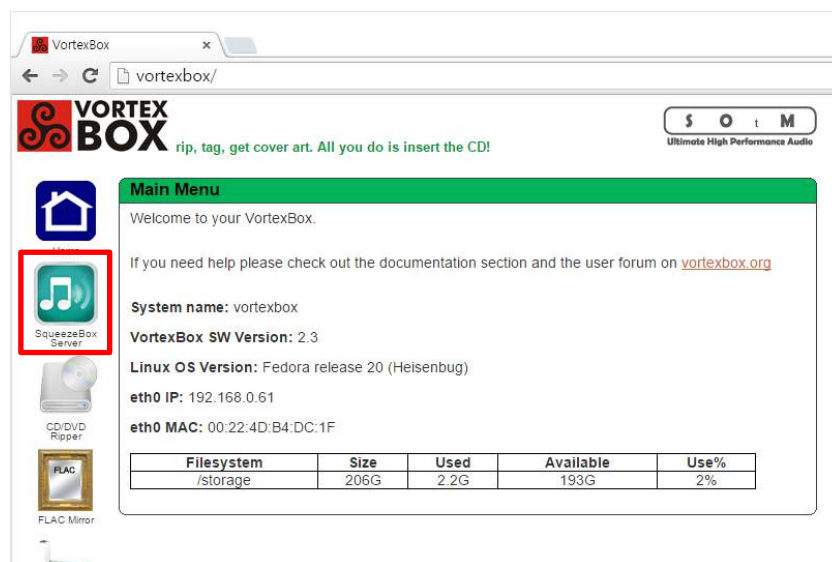 VortexBox
vortexbox/
VORTEX
BOX
rip, tag, get cover art. All you do is insert the CD!
S O t M
Ultimate High Performance Audio
Main Menu
Welcome to your VortexBox.
If you need help please check out the documentation section and the user forum on vortexbox.org
System name: vortexbox
VortexBox SW Version: 2.3
Linux OS Version: Fedora release 20 (Heisenbug)
eth0 IP: 192.168.0.61
eth0 MAC: 00:22:4D:B4:DC:1F
Filesystem Size Used Available Use%
/storage 206G 2.2G 193G 2%
SqueezeBox
Server
CD/DVD
Ripper
FLAC
FLAC Mirror